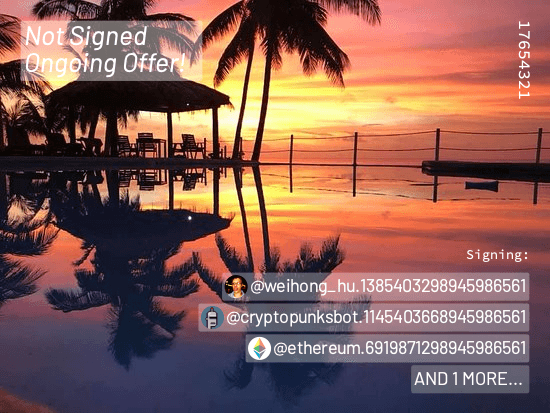 Not Signed
Ongoing Offer!
17654321
Signing:
@weihong_hu.1385403298945986561
@cryptopunksbot.1145403668945986561
@ethereum.6919871298945986561
AND 1 MORE...